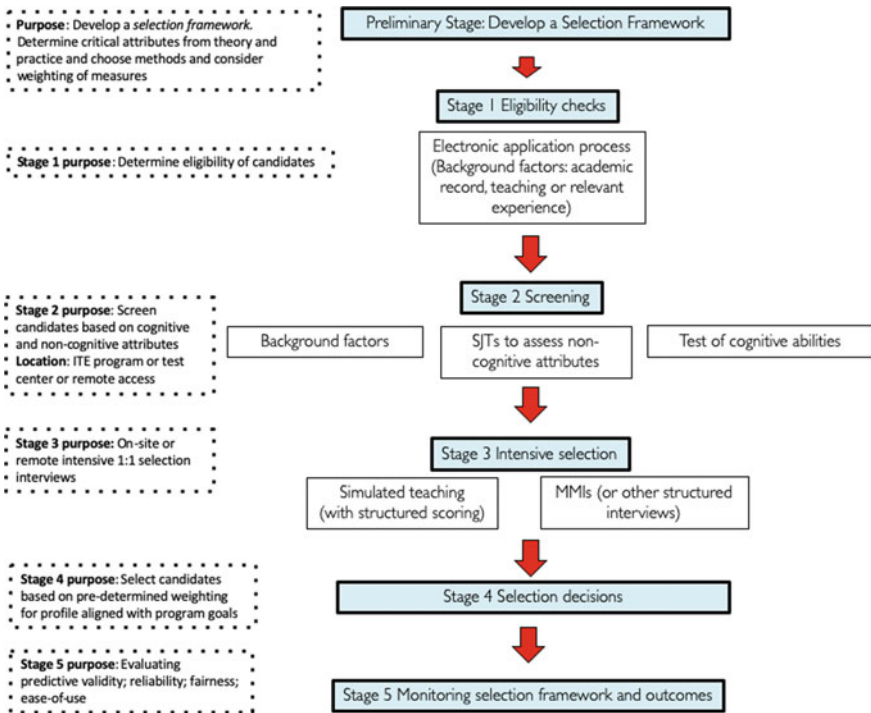 Purpose: Develop a selection framework.
Determine critical attributes from theory and
practice and choose methods and consider
weighting of measures
Preliminary Stage: Develop a Selection Framework
Stage 1 Eligibility checks
Stage 1 purpose: Determine eligibility of candidates
Electronic application process
(Background factors: academic
record, teaching or relevant
experience)
Stage 2 Screening
Stage 2 purpose: Screen
candidates based on cognitive
and non-cognitive attributes
Location: ITE program or test
center or remote access
Background factors
SJTs to assess non-
cognitive attributes
Test of cognitive abilities
Stage 3 purpose: On-site or
remote intensive 1:1 selection
interviews
Stage 3 Intensive selection
Simulated teaching
(with structured scoring)
MMIs (or other structured
interviews)
Stage 4 purpose: Select candidates
based on pre-determined weighting
for profile aligned with program goals
Stage 4 Selection decisions
Stage 5 purpose: Evaluating
predictive validity; reliability; fairness;
ease-of-use
Stage 5 Monitoring selection framework and outcomes